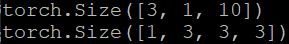 torch.Size([3, 1, 10])
torch.Size([1, 3, 3, 3])